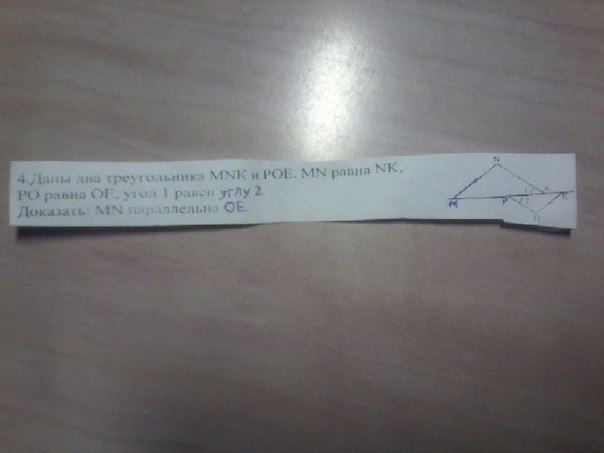 4.Даны два треугольника MNK и POE. MN равна NK,
PO равна OE, угол 1 равен углу 2
Доказать: MN параллельна OE
N
M
P
O